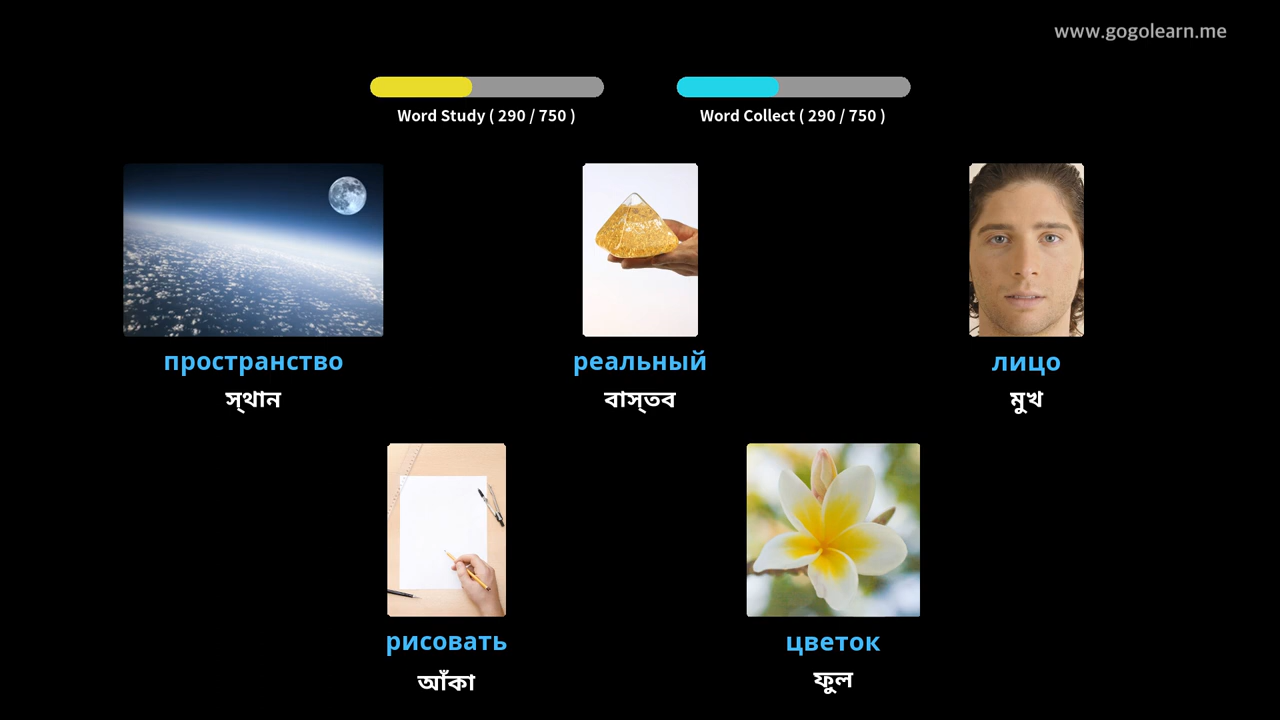 www.gogolearn.me
Word Study ( 290 / 750 )
Word Collect ( 290 / 750 )
пространство
স্থান
реальный
বাস্তব
лицо
মুখ
рисовать
আঁকা
цветок
ফুল